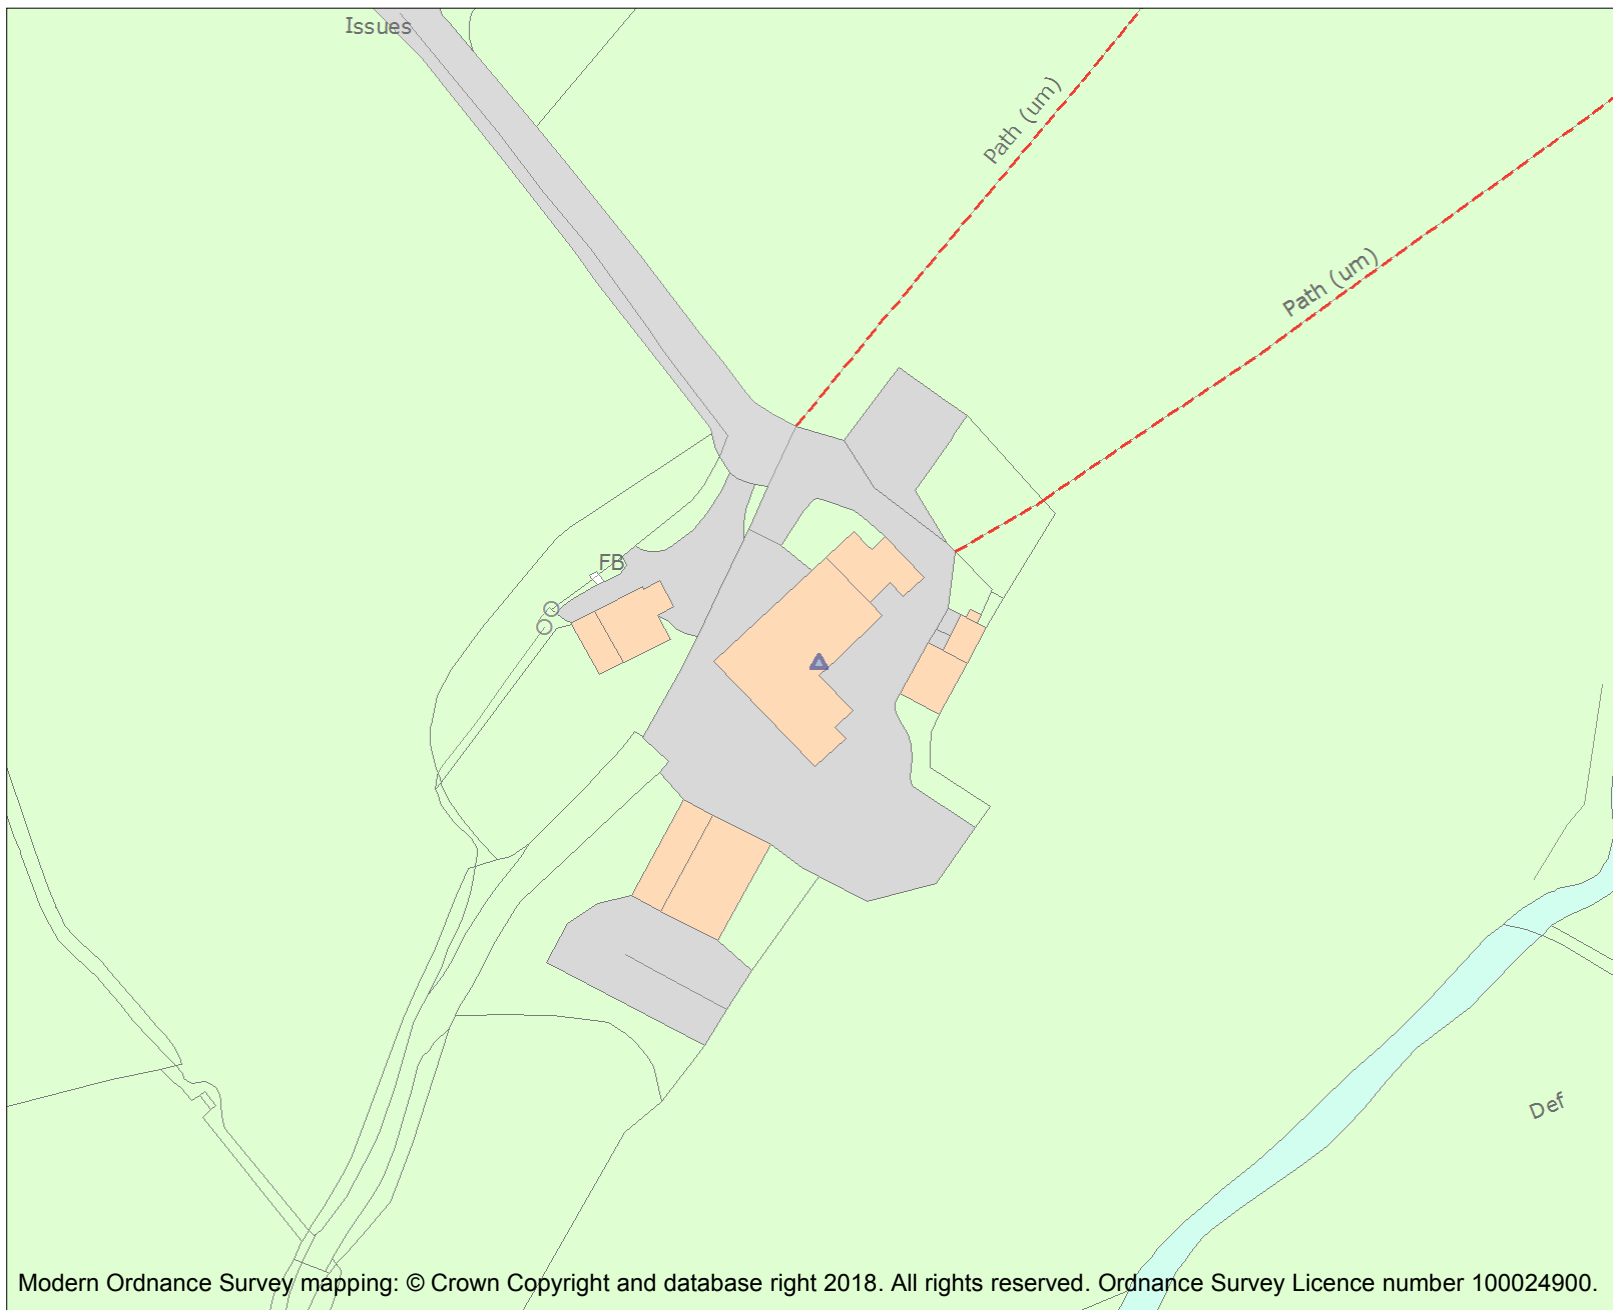 Issues
Path (um)
Path (um)
FB
Def
Modern Ordnance Survey mapping: © Crown Copyright and database right 2018. All rights reserved. Ordnance Survey Licence number 100024900.